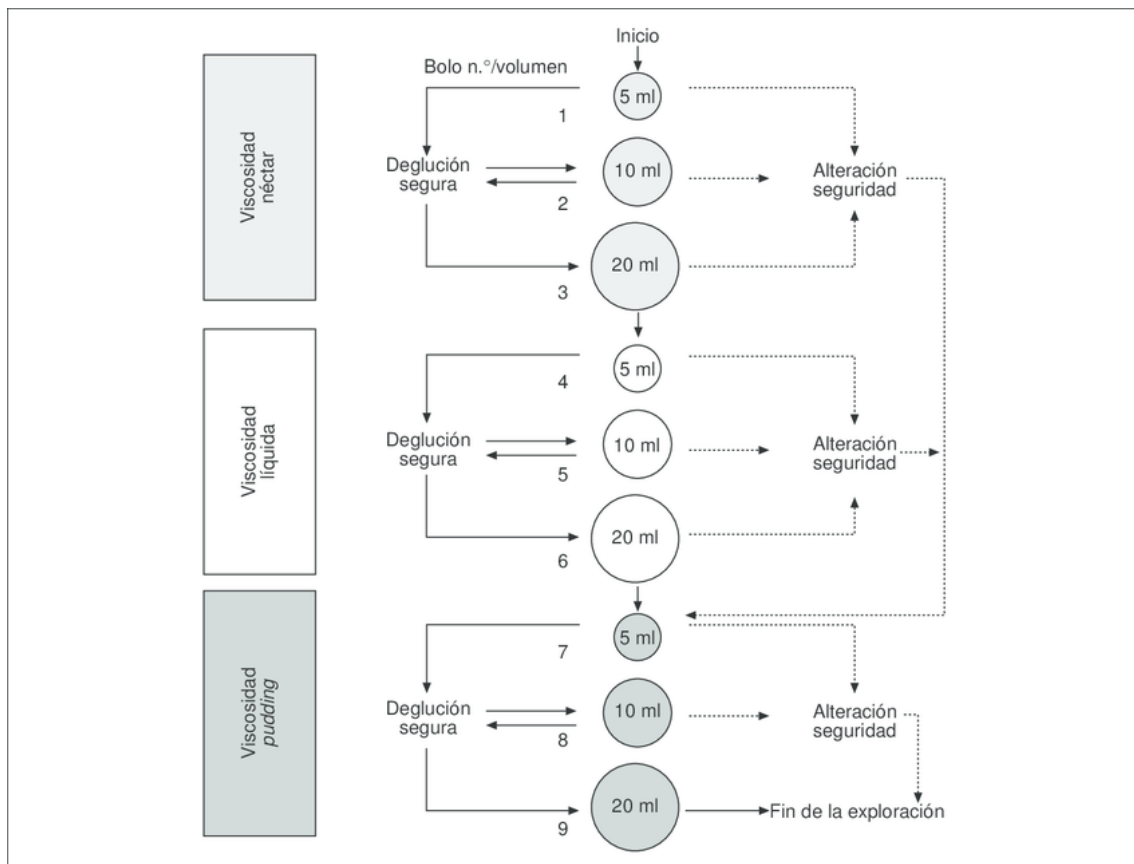 Inicio
Bolo n.°/volumen
5 ml
1
Viscosidad
néctar
Deglución
segura
10 ml
2
Alteración
seguridad
20 ml
3
5 ml
4
Viscosidad
líquida
Deglución
segura
10 ml
5
Alteración
seguridad
20 ml
6
5 ml
7
Viscosidad
pudding
Deglución
segura
10 ml
8
Alteración
seguridad
20 ml
9
Fin de la exploración